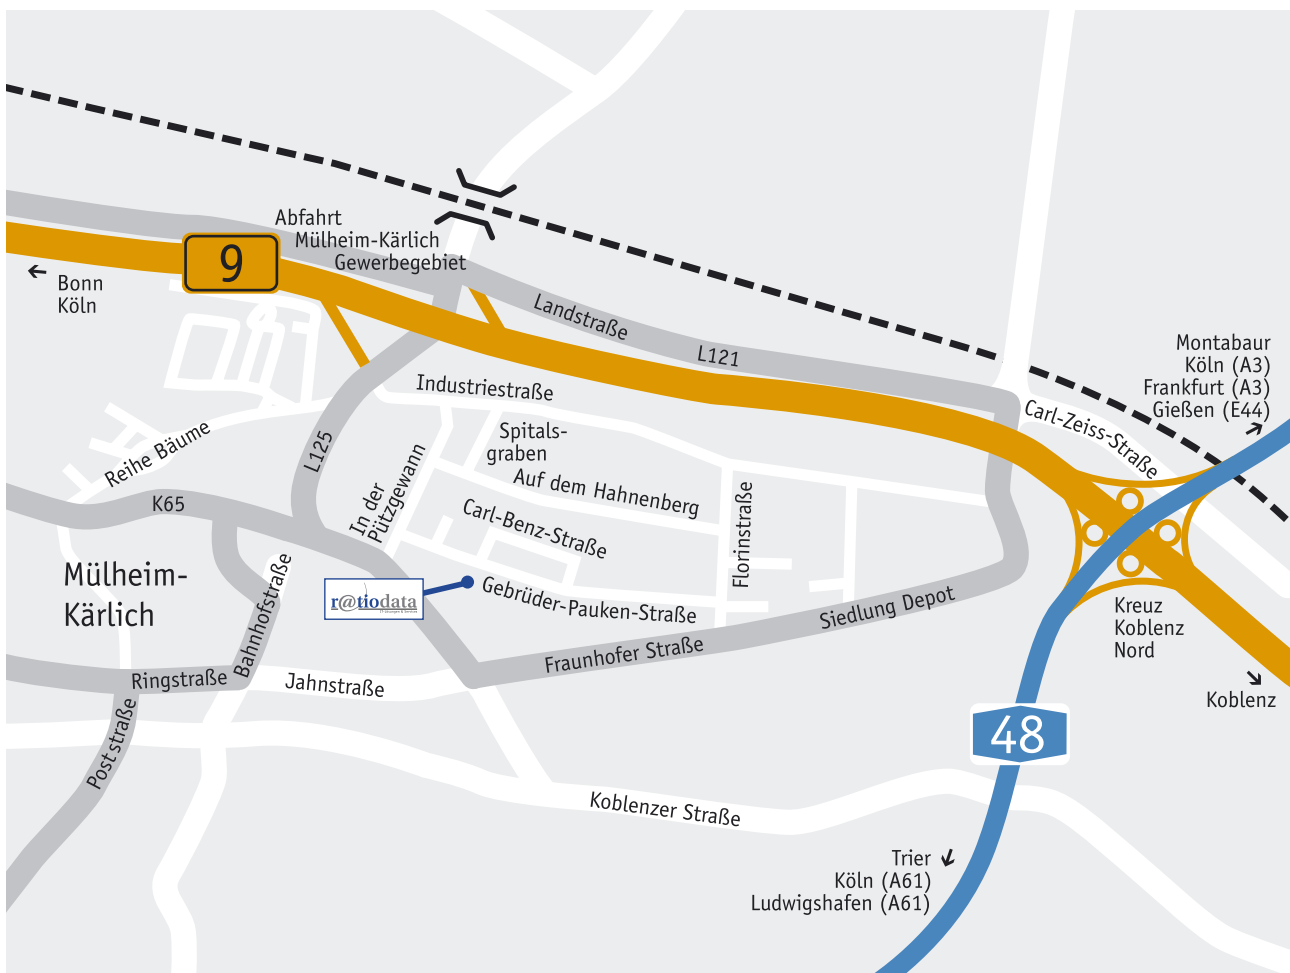 Abfahrt
Mülheim-Kärlich
Gewerbegebiet
9
Bonn
Köln
Landstraße
L121
Montabaur
Köln (A3)
Frankfurt (A3)
Gießen (E44)
Industriestraße
Carl-Zeiss-Straße
Spitals-
graben
Reihe Bäume
L125
In der
Pützgewann
Auf dem Hahnenberg
K65
Carl-Benz-Straße
Florinstraße
Mülheim-
Kärlich
Bahnhofstraße
r@tiodata
Gebrüder-Pauken-Straße
Siedlung Depot
Kreuz
Koblenz
Nord
Fraunhofer Straße
Ringstraße
Jahnstraße
Koblenz
Poststraße
48
Koblenzer Straße
Trier
Köln (A61)
Ludwigshafen (A61)